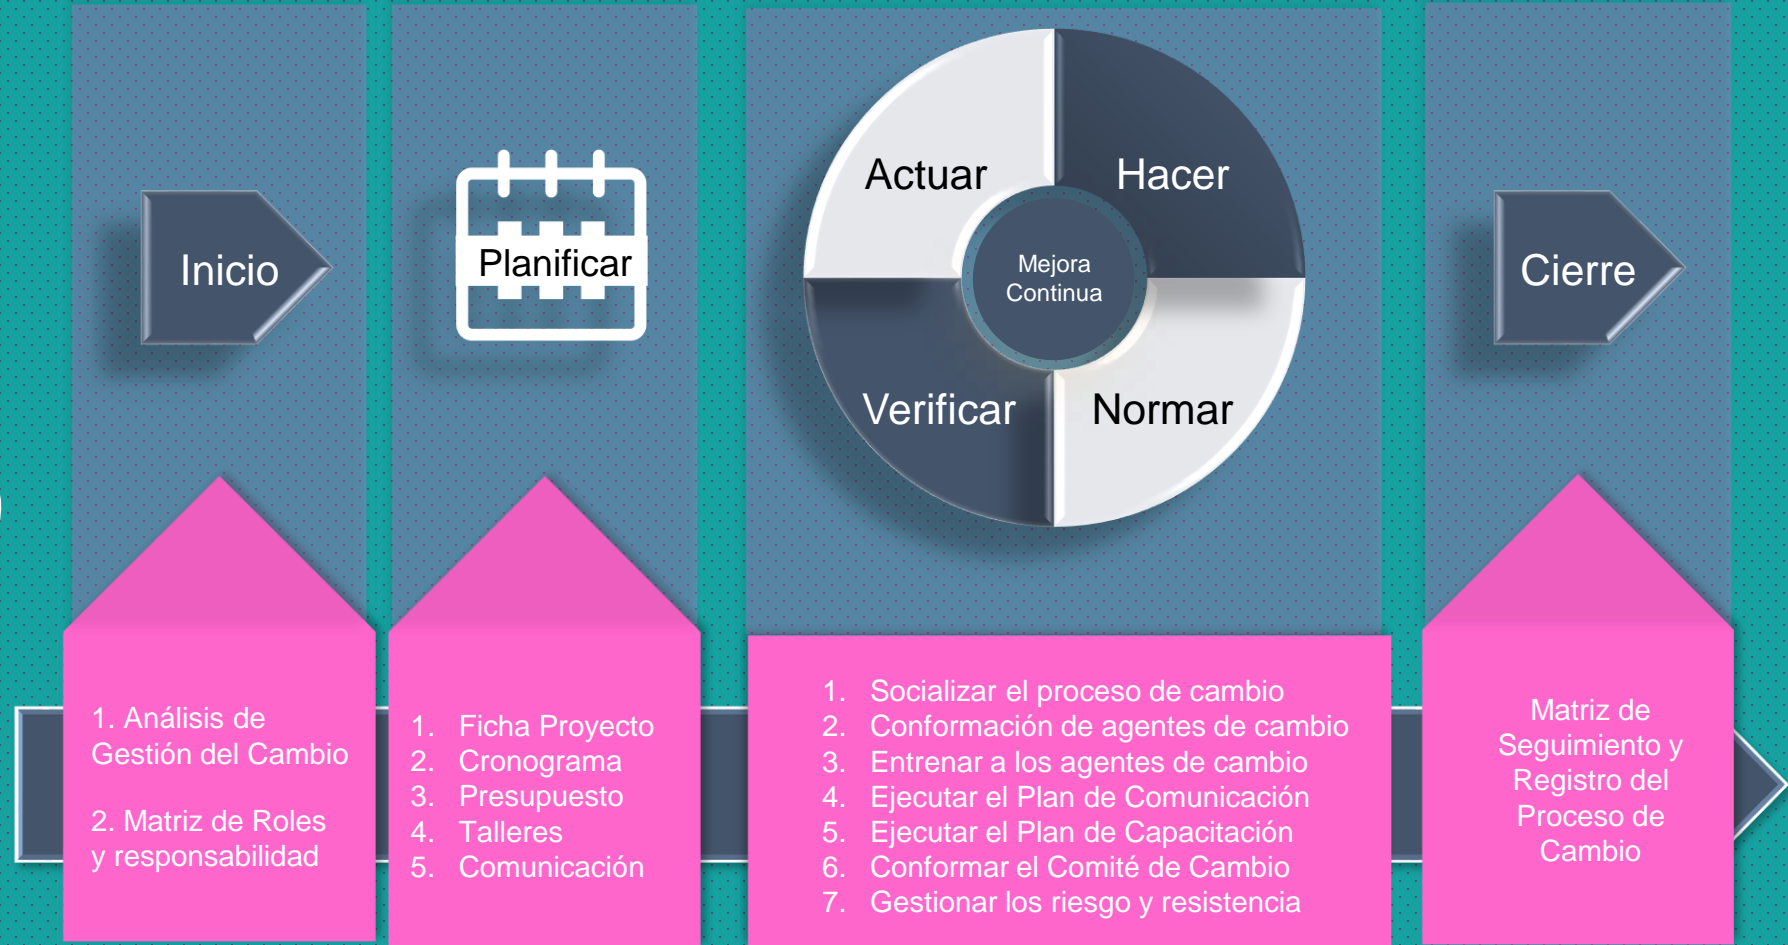 Inicio
Planificar
Actuar
Hacer
Mejora
Continua
Verificar
Normar
Cierre
1. Análisis de
Gestión del Cambio
2. Matriz de Roles
y responsabilidad
1. Ficha Proyecto
2. Cronograma
3. Presupuesto
4. Talleres
5. Comunicación
1. Socializar el proceso de cambio
2. Conformación de agentes de cambio
3. Entrenar a los agentes de cambio
4. Ejecutar el Plan de Comunicación
5. Ejecutar el Plan de Capacitación
6. Conformar el Comité de Cambio
7. Gestionar los riesgo y resistencia
Matriz de
Seguimiento y
Registro del
Proceso de
Cambio